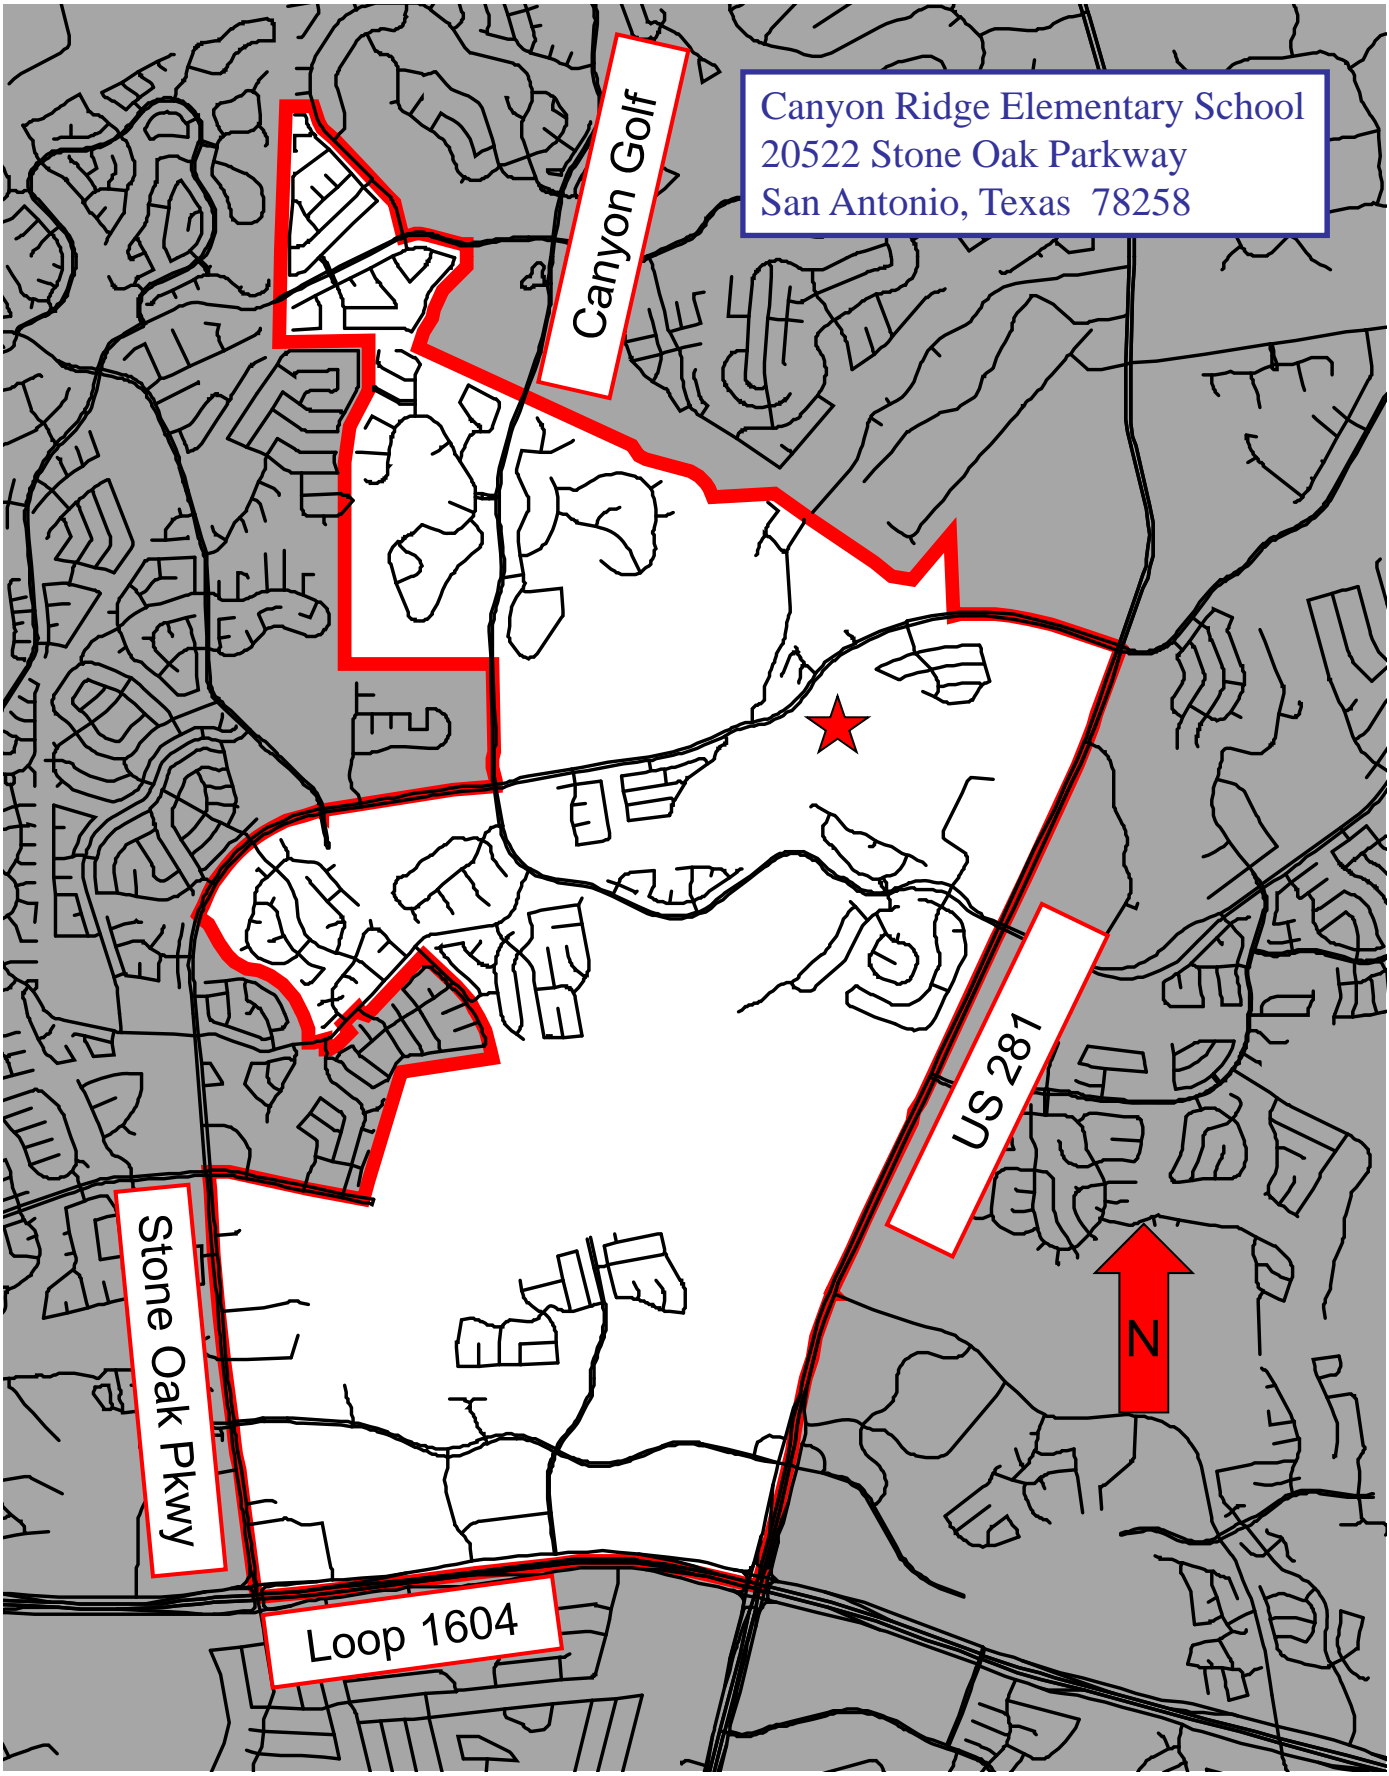 Canyon Ridge Elementary School
20522 Stone Oak Parkway
San Antonio, Texas  78258
Canyon Golf
US 281
N
Stone Oak Pkwy
Loop 1604